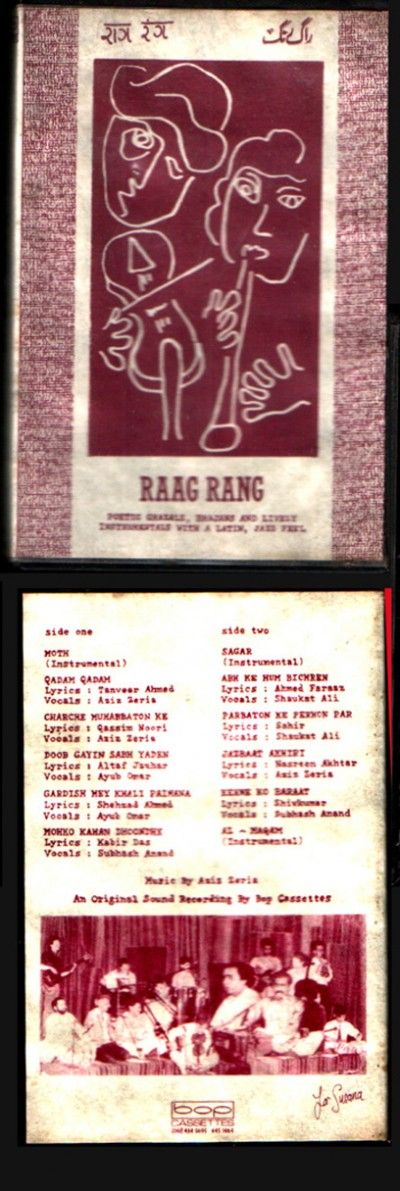 राग रंग
راگ رنگ
RAAG RANG
POETIC GHAZALS, BHAJANS AND LIVELY
INSTRUMENTALS WITH A LATIN, JAZZ FEEL
side one
MOTH
(Instrumental)
QADAM QADAM
Lyrics : Tanveer Ahmed
Vocals : Aziz Zeria
CHARCHE MUHABBATON KE
Lyrics : Qassim Noori
Vocals : Aziz Zeria
DOOB GAYIN SABH YADEN
Lyrics : Altaf Jauhar
Vocals : Ayub Omar
GARDISH MEY KHALI PAIMANA
Lyrics : Shehzad Ahmed
Vocals : Ayub Omar
MOHKO KAHAN DHOONDHE
Lyrics : Kabir Das
Vocals : Subhash Anand
side two
SAGAR
(Instrumental)
ABH KE HUM BICHREN
Lyrics : Ahmed Faraaz
Vocals : Shaukat Ali
PARBATON KE PERHON PAR
Lyrics : Sahir
Vocals : Shaukat Ali
JAZBAAT AKHIRI
Lyrics : Nasreen Akhtar
Vocals : Aziz Zeria
KEHNE KO BARAAT
Lyrics : Shivkumar
Vocals : Subhash Anand
AL - MAQAM
(Instrumental)
Music By Aziz Zeria
An Original Sound Recording By Bop Cassettes
bop
CASSETTES